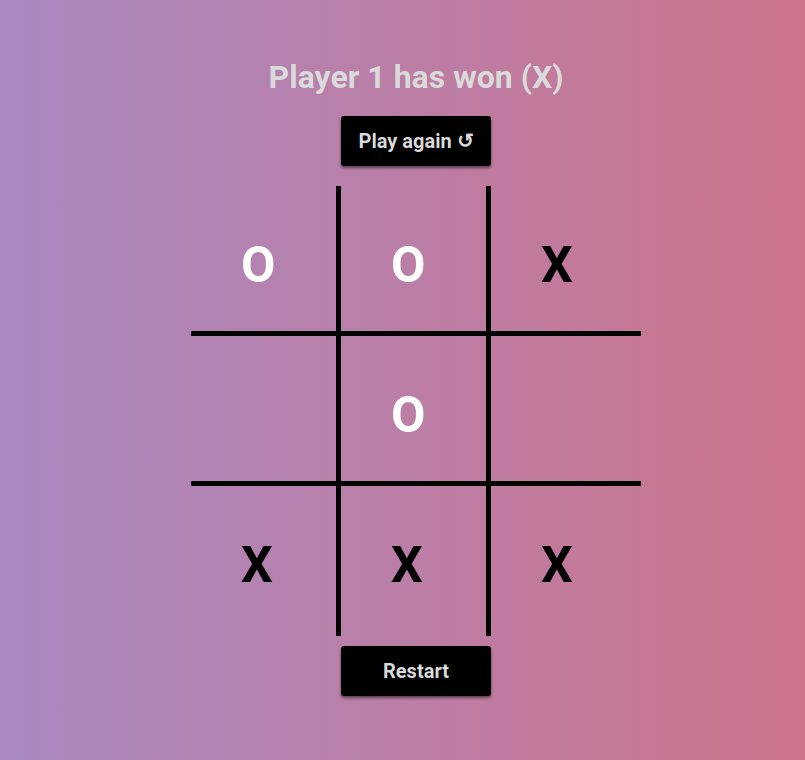 Player 1 has won (X)
Play again ↺
O O X
O
X X X
Restart